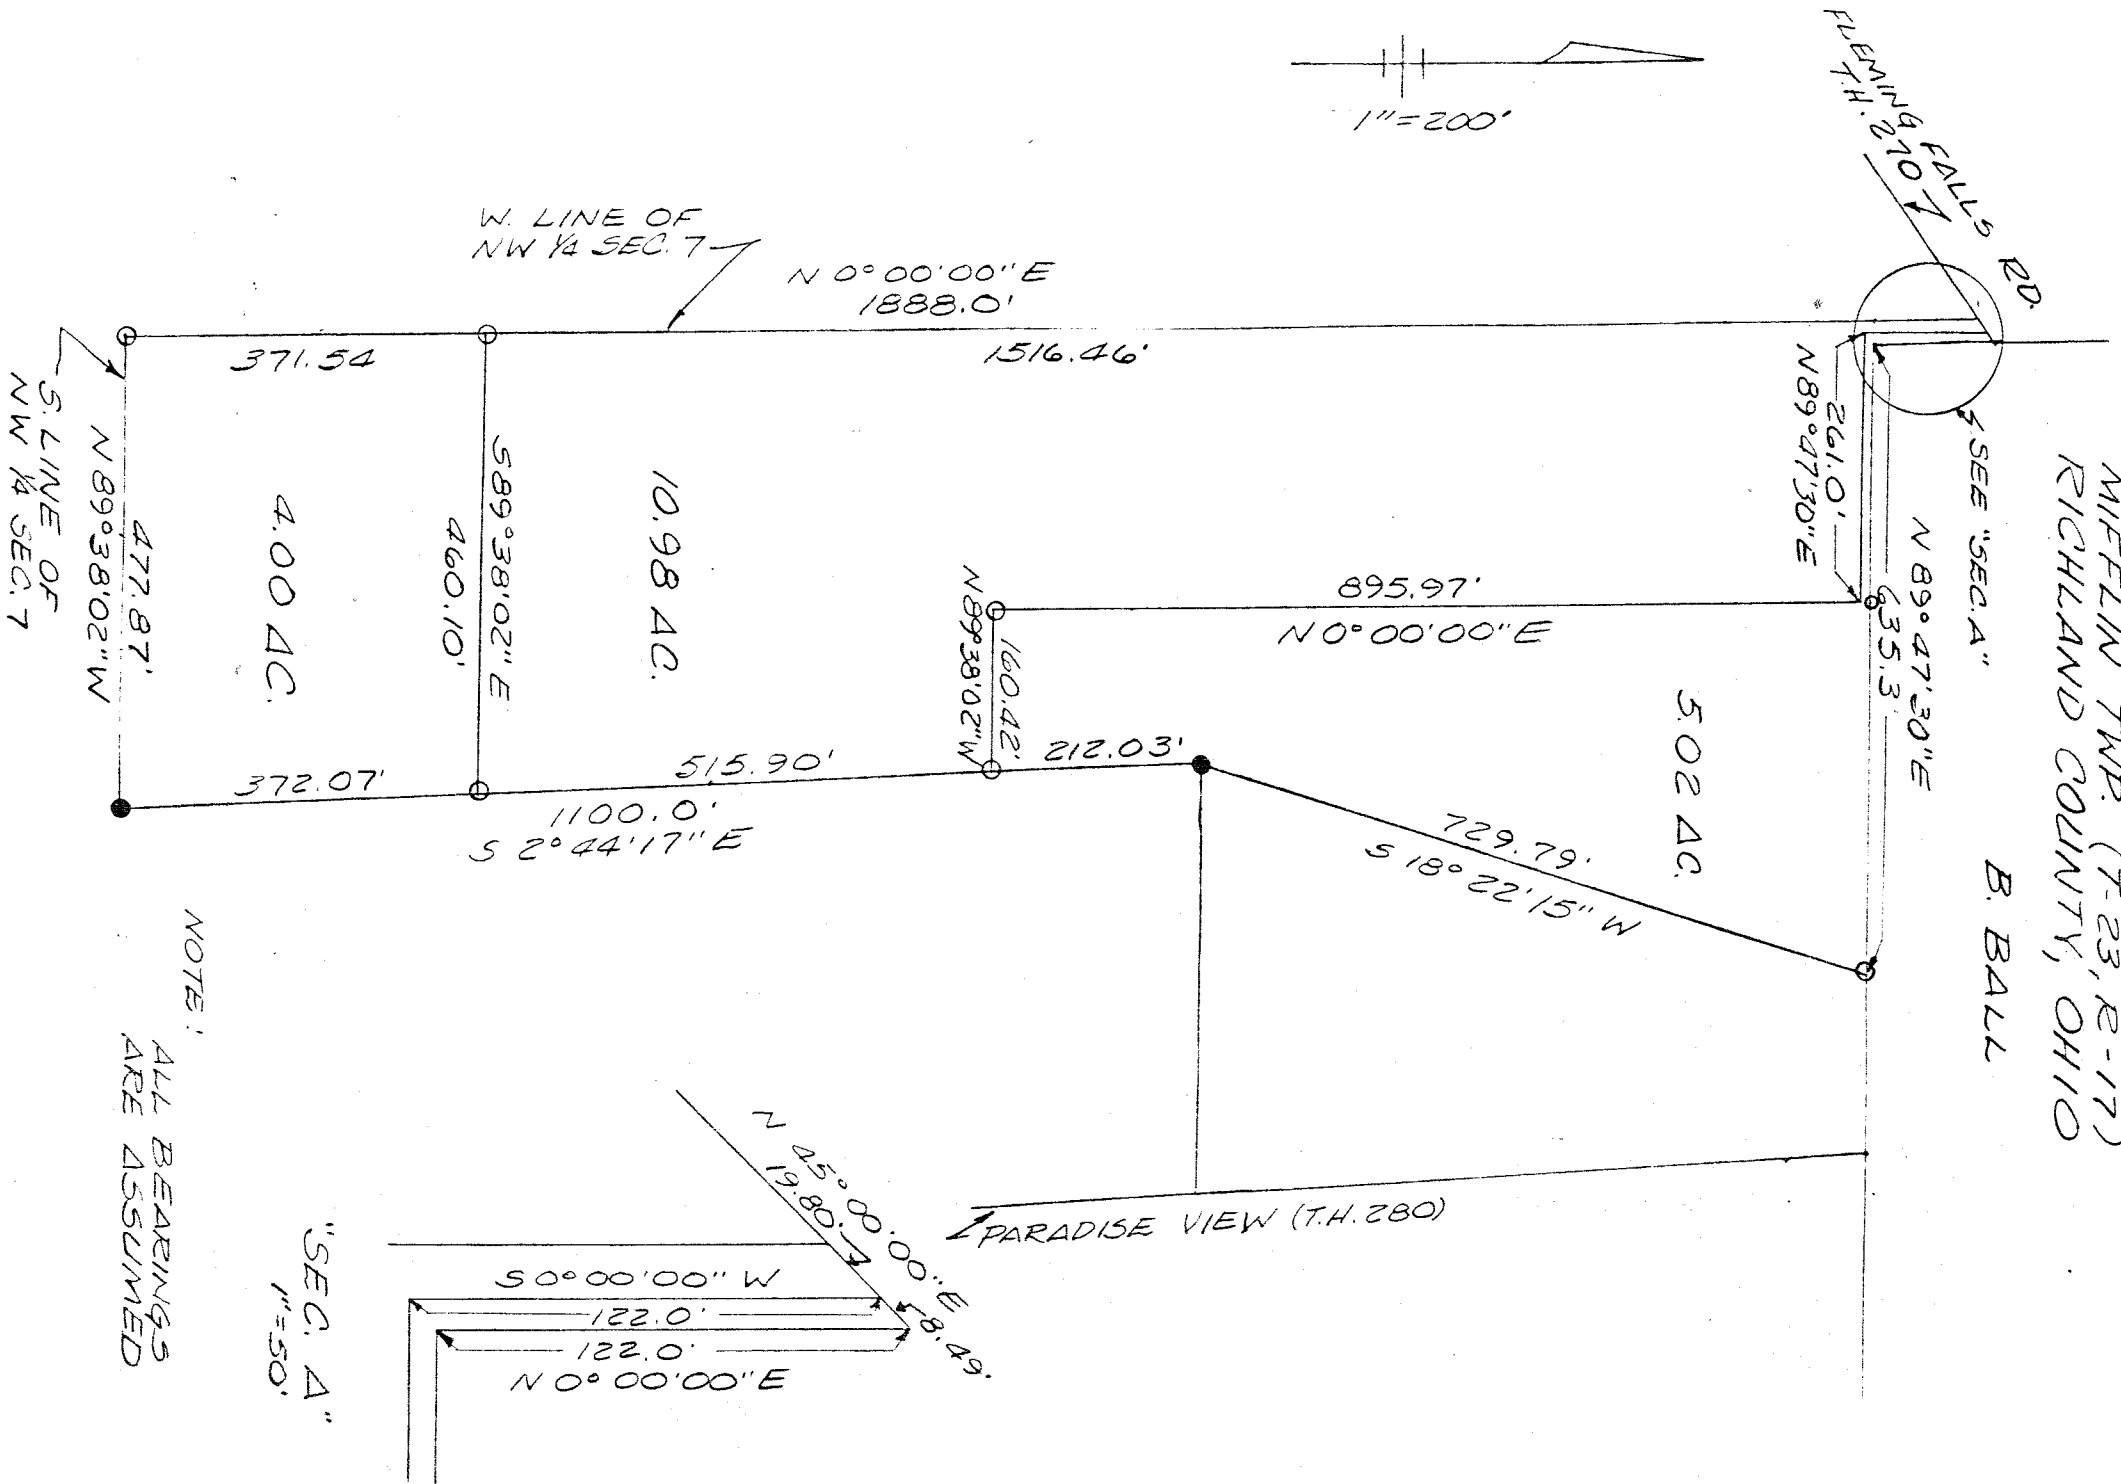 1"=200'
FLEMING FALLS RD.
T.H. 270
W. LINE OF
NW ¼ SEC. 7
N 0°00'00" E
1888.0'
371.54
1516.46'
S. LINE OF
NW ¼ SEC. 7
477.87'
N 89°38'02" W
4.00 AC.
S 89°38'02" E
460.10'
10.98 AC.
160.42'
N 89°38'02" W
895.97'
N 0°00'00" E
261.0'
N 89°47'30" E
SEE "SEC. A"
N 89°47'30" E
635.3'
MIFFLIN TWP. (T-23, R-17)
RICHLAND COUNTY, OHIO
B. BALL
5.02 AC.
372.07'
515.90'
212.03'
1100.0'
S 2°44'17" E
729.79'
S 18°22'15" W
PARADISE VIEW (T.H. 280)
NOTE:
ALL BEARINGS
ARE ASSUMED
"SEC. A"
1"=50'
N 45°00'00" E
19.80'
8.49'
S 0°00'00" W
122.0'
122.0'
N 0°00'00" E